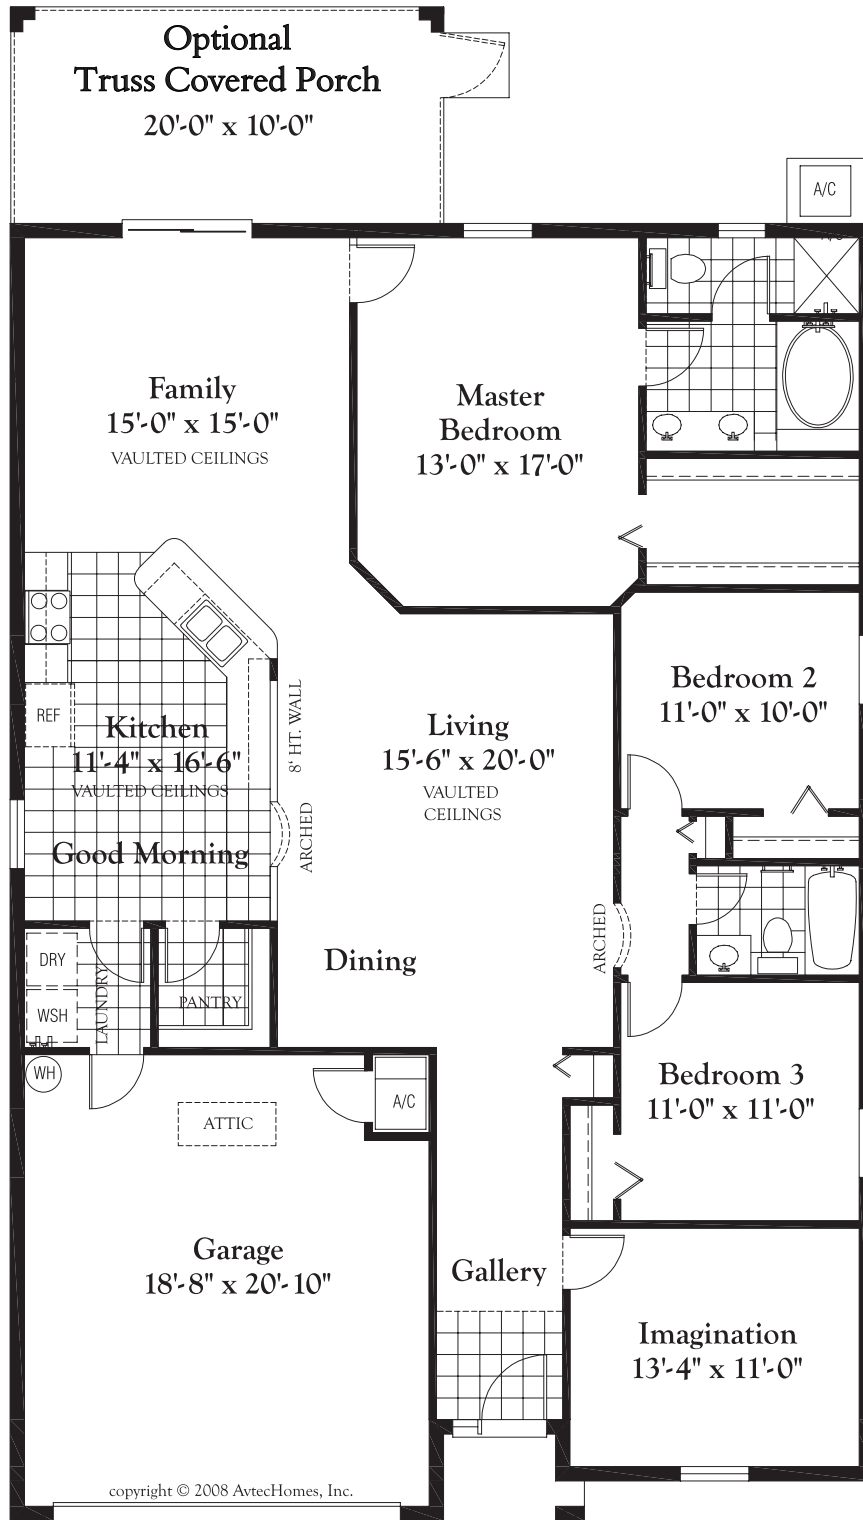 Optional
Truss Covered Porch
20'-0" x 10'-0"
A/C
A/C
Family
15'-0" x 15'-0"
VAULTED CEILINGS
Master
Bedroom
13'-0" x 17'-0"
REF
Kitchen
11'-4" x 16'-6"
VAULTED CEILINGS
Good Morning
8' HT. WALL
ARCHED
Living
15'-6" x 20'-0"
VAULTED
CEILINGS
Bedroom 2
11'-0" x 10'-0"
ARCHED
Dining
DRY
WSH
LAUNDRY
PANTRY
WH
ATTIC
A/C
Bedroom 3
11'-0" x 11'-0"
Garage
18'-8" x 20'-10"
Gallery
Imagination
13'-4" x 11'-0"
copyright © 2008 AvtecHomes, Inc.